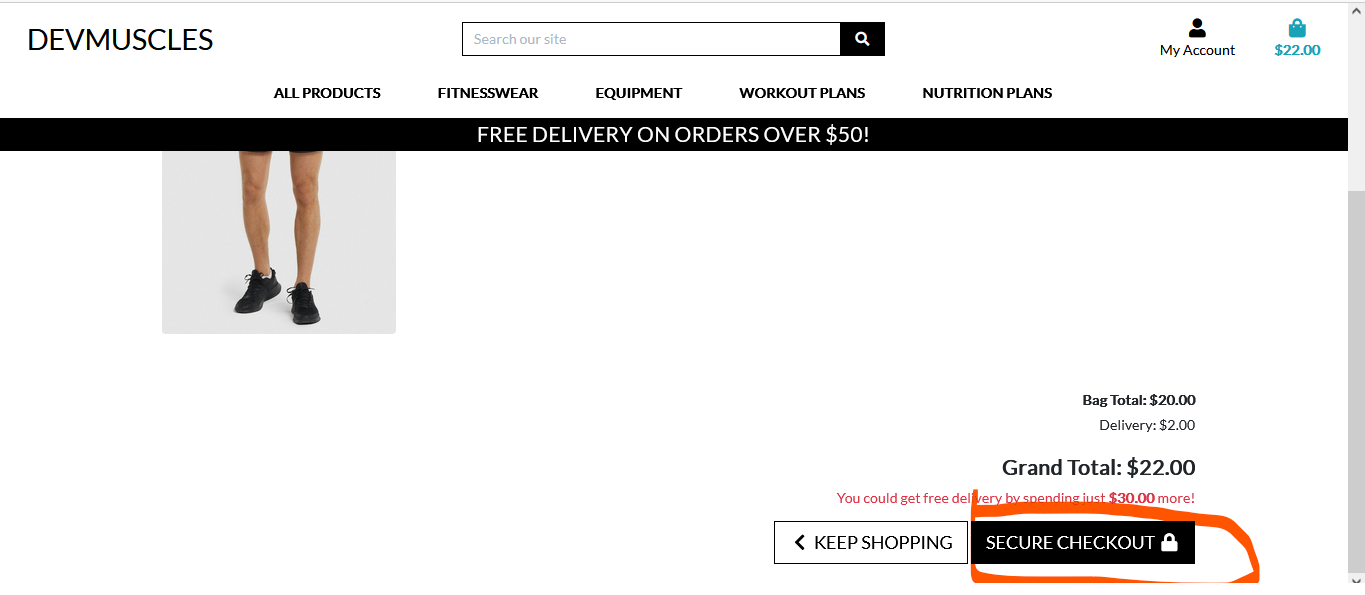 DEVMUSCLES
Search our site
My Account
$22.00
ALL PRODUCTS FITNESSWEAR EQUIPMENT WORKOUT PLANS NUTRITION PLANS
FREE DELIVERY ON ORDERS OVER $50!
Bag Total: $20.00
Delivery: $2.00
Grand Total: $22.00
You could get free delivery by spending just $30.00 more!
KEEP SHOPPING SECURE CHECKOUT